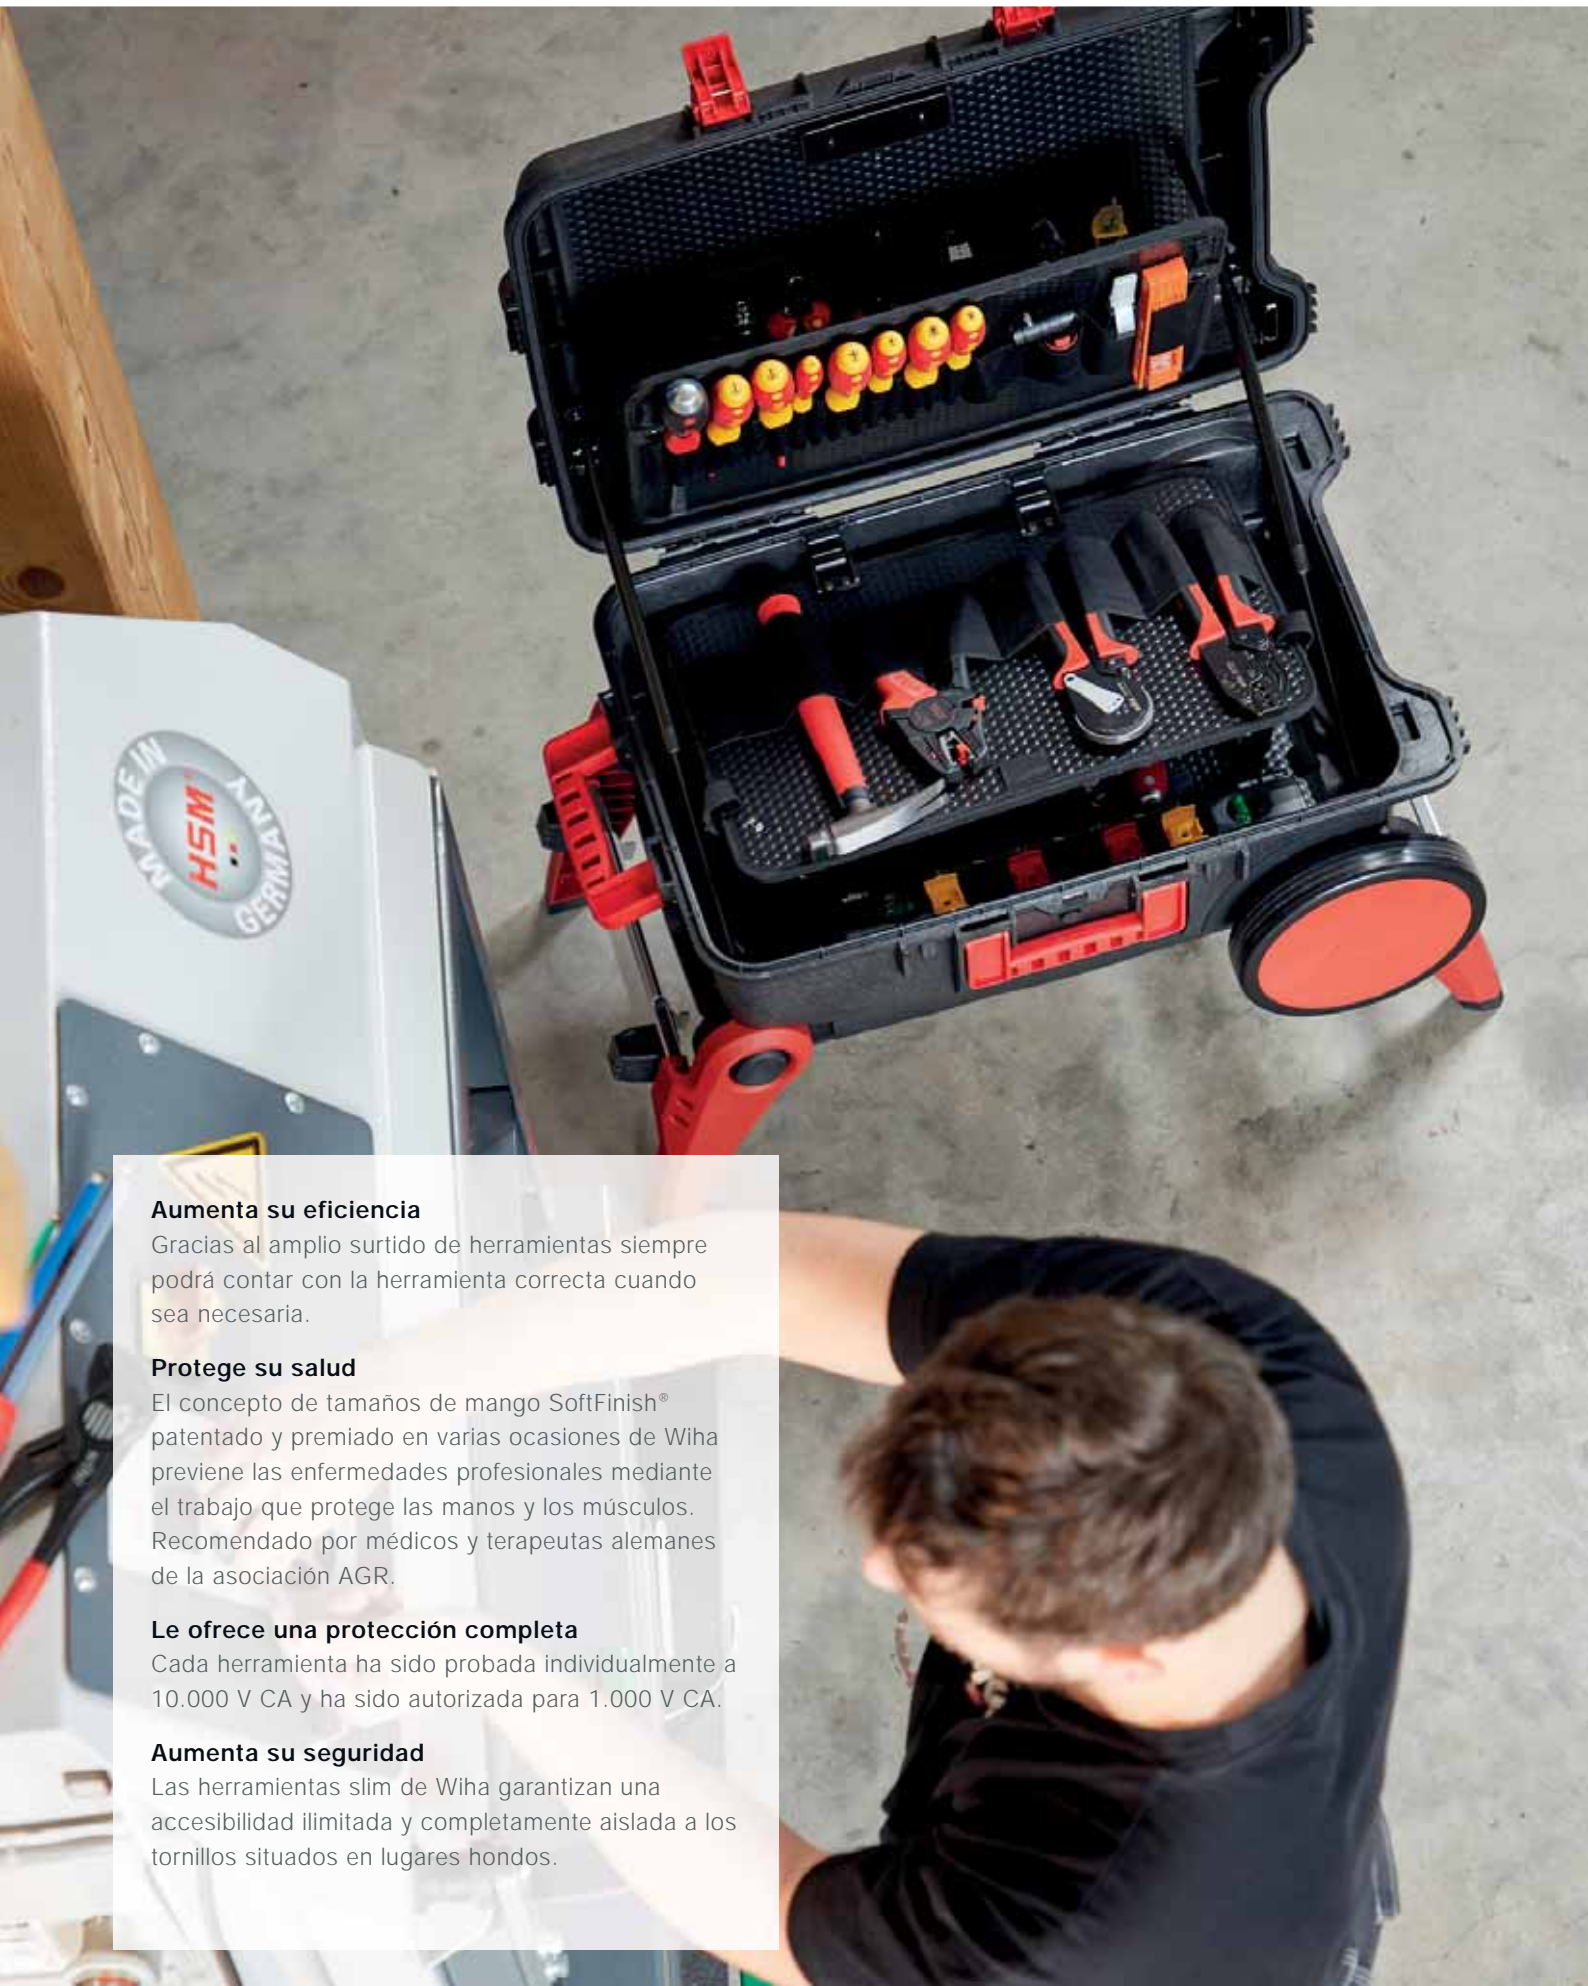 MADE IN
HSM
GERMANY
Aumenta su eficiencia
Gracias al amplio surtido de herramientas siempre
podrá contar con la herramienta correcta cuando
sea necesaria.
Protege su salud
El concepto de tamaños de mango SoftFinish®
patentado y premiado en varias ocasiones de Wiha
previene las enfermedades profesionales mediante
el trabajo que protege las manos y los músculos.
Recomendado por médicos y terapeutas alemanes
de la asociación AGR.
Le ofrece una protección completa
Cada herramienta ha sido probada individualmente a
10.000 V CA y ha sido autorizada para 1.000 V CA.
Aumenta su seguridad
Las herramientas slim de Wiha garantizan una
accesibilidad ilimitada y completamente aislada a los
tornillos situados en lugares hondos.